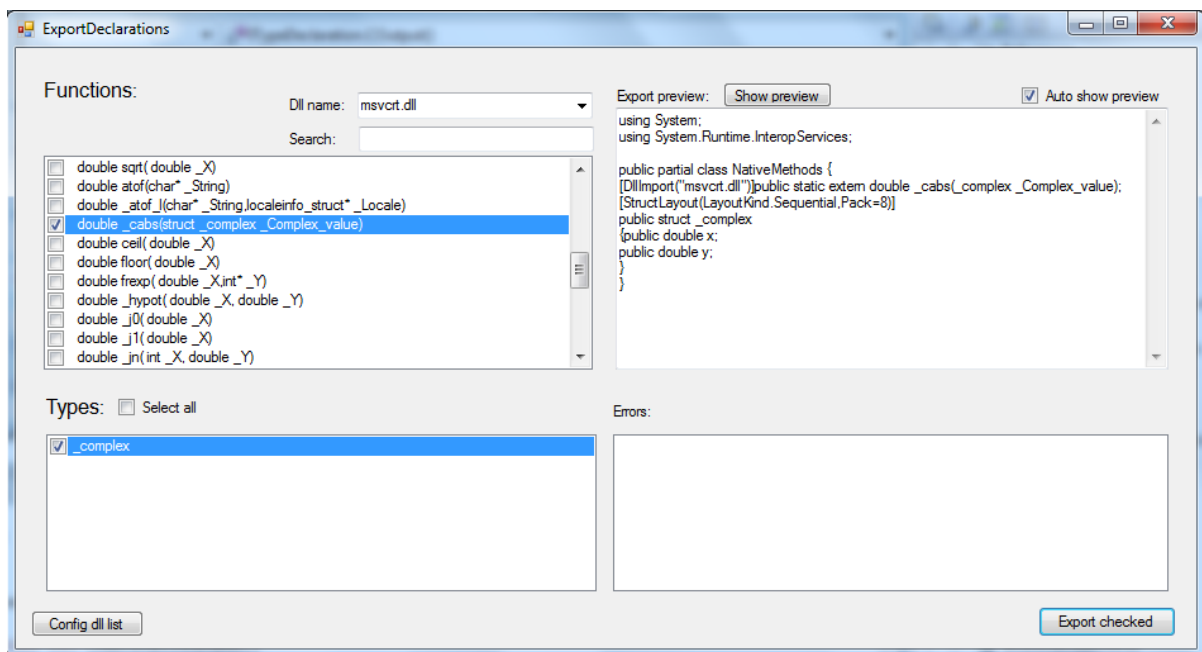 ExportDeclarations
Functions:
Dll name: msvcrt.dll
Search:
double sqrt( double _X)
double atof(char* _String)
double _atof_l(char* _String,localeinfo_struct* _Locale)
double _cabs(struct _complex _Complex_value)
double ceil( double _X)
double floor( double _X)
double frexp( double _X,int* _Y)
double _hypot( double _X, double _Y)
double _j0( double _X)
double _j1( double _X)
double _jn( int _X, double _Y)
Export preview: Show preview Auto show preview
using System;
using System.Runtime.InteropServices;
public partial class NativeMethods {
[DllImport("msvcrt.dll")]public static extern double _cabs(_complex _Complex_value);
[StructLayout(LayoutKind.Sequential,Pack=8)]
public struct _complex
{public double x;
public double y;
}
}
Types: Select all
_complex
Errors:
Config dll list
Export checked